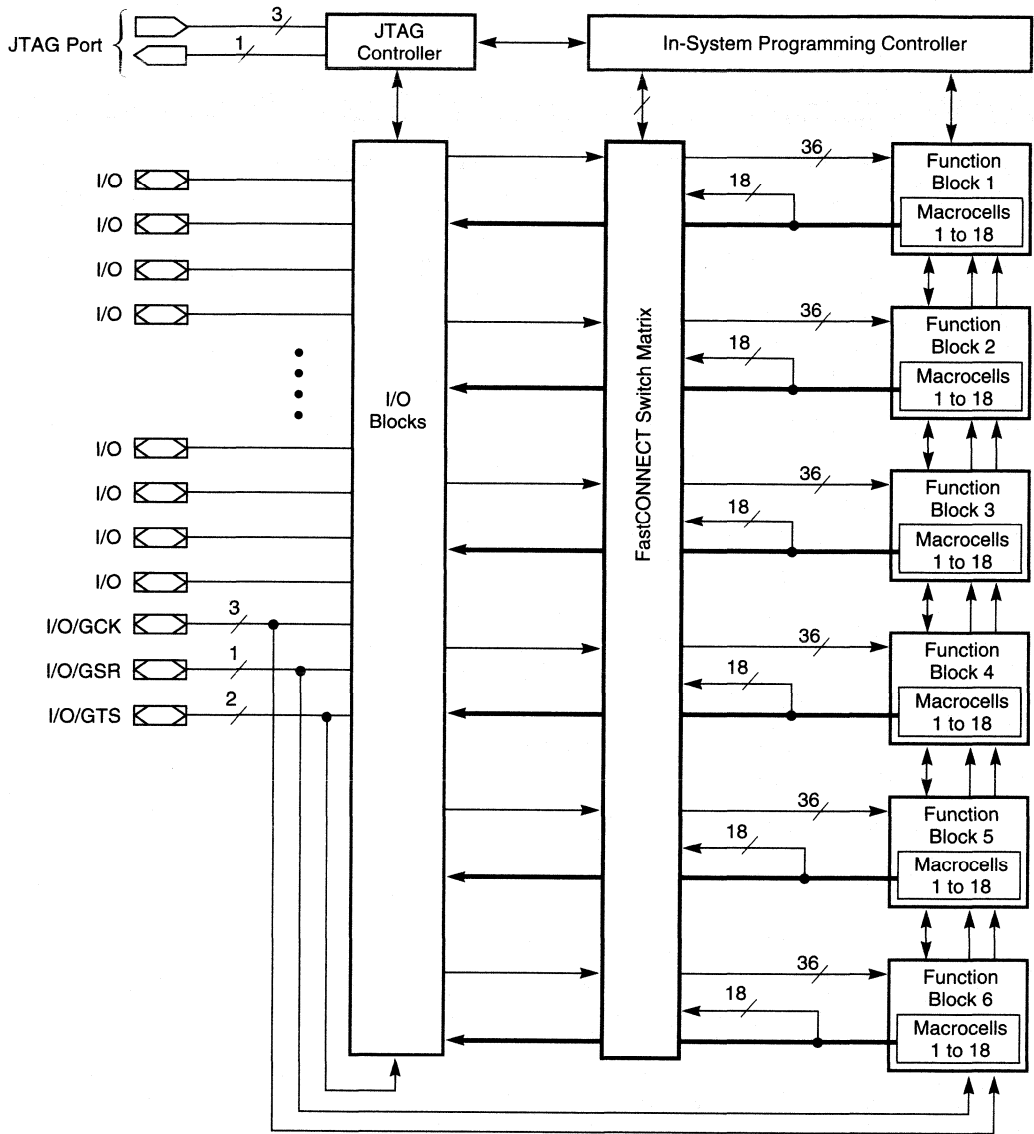 JTAG Port
3
1
JTAG
Controller
In-System Programming Controller
I/O
I/O
I/O
I/O
I/O
I/O
I/O
I/O
I/O/GCK
3
I/O/GSR
1
I/O/GTS
2
I/O
Blocks
FastCONNECT Switch Matrix
36
18
Function
Block 1
Macrocells
1 to 18
36
18
Function
Block 2
Macrocells
1 to 18
36
18
Function
Block 3
Macrocells
1 to 18
36
18
Function
Block 4
Macrocells
1 to 18
36
18
Function
Block 5
Macrocells
1 to 18
36
18
Function
Block 6
Macrocells
1 to 18